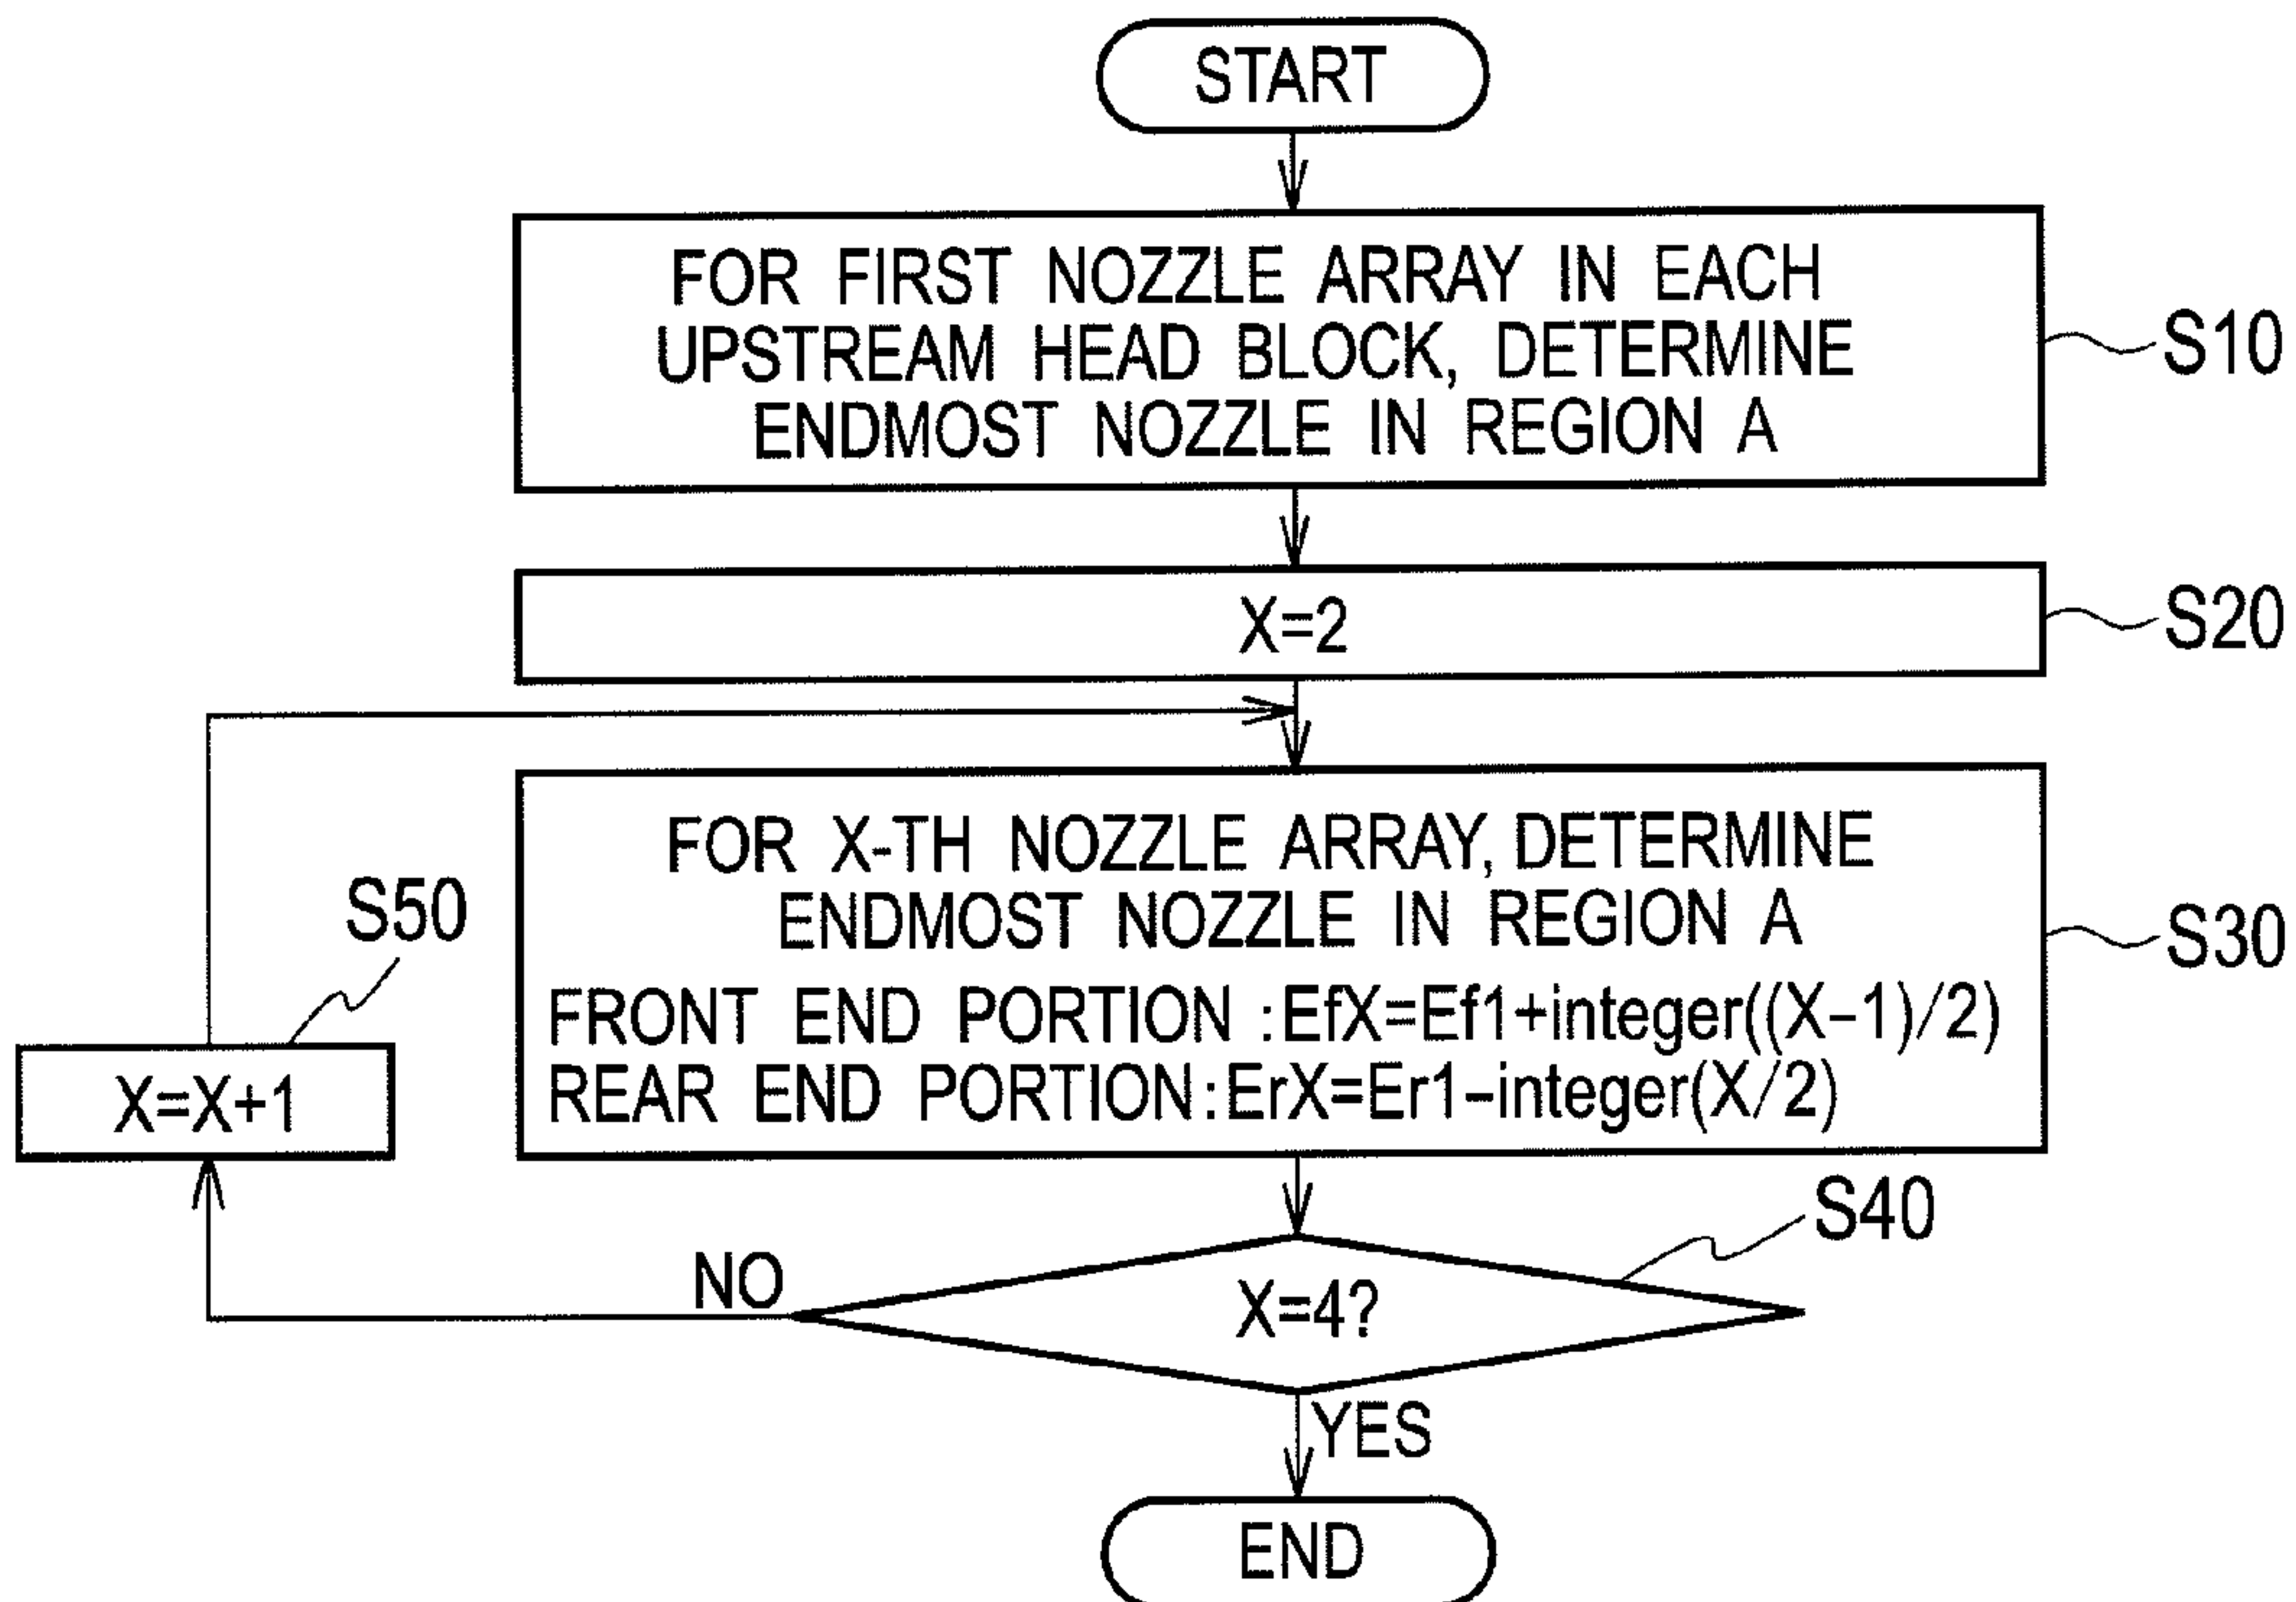 START
FOR FIRST NOZZLE ARRAY IN EACH
UPSTREAM HEAD BLOCK, DETERMINE
ENDMOST NOZZLE IN REGION A
S10
X=2
S20
FOR X-TH NOZZLE ARRAY, DETERMINE
ENDMOST NOZZLE IN REGION A
FRONT END PORTION :EfX=Ef1+integer((X−1)/2)
REAR END PORTION:ErX=Er1−integer(X/2)
S30
S50
X=X+1
S40
X=4?
NO
YES
END